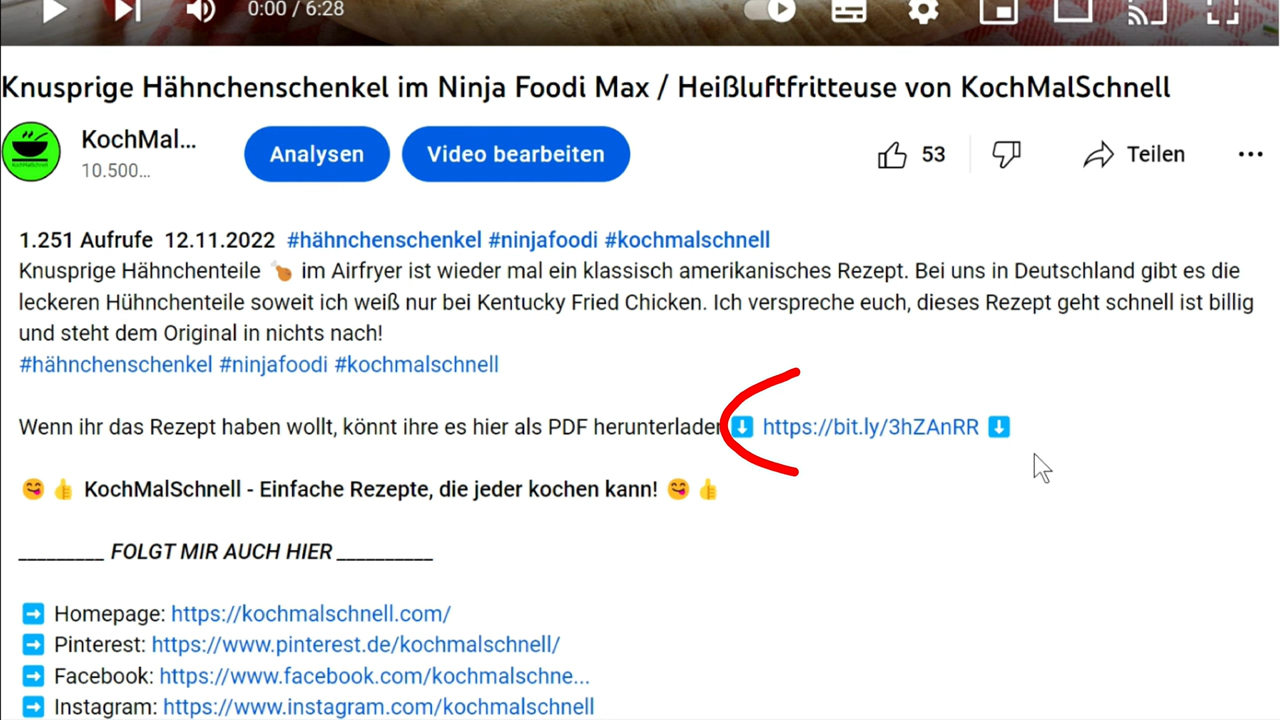 0:00 / 6:28
Knusprige Hähnchenschenkel im Ninja Foodi Max / Heißluftfritteuse von KochMalSchnell
KochMal...
10.500...
Analysen
Video bearbeiten
53
Teilen
1.251 Aufrufe 12.11.2022 #hähnchenschenkel #ninjafoodi #kochmalschnell
Knusprige Hähnchenteile 🍗 im Airfryer ist wieder mal ein klassisch amerikanisches Rezept. Bei uns in Deutschland gibt es die
leckeren Hühnchenteile soweit ich weiß nur bei Kentucky Fried Chicken. Ich verspreche euch, dieses Rezept geht schnell ist billig
und steht dem Original in nichts nach!
#hähnchenschenkel #ninjafoodi #kochmalschnell
Wenn ihr das Rezept haben wollt, könnt ihre es hier als PDF herunterladen ⬇️ https://bit.ly/3hZAnRR ⬇️
😋 👍 KochMalSchnell - Einfache Rezepte, die jeder kochen kann! 😋 👍
_________ FOLGT MIR AUCH HIER __________
➡️ Homepage: https://kochmalschnell.com/
➡️ Pinterest: https://www.pinterest.de/kochmalschnell/
➡️ Facebook: https://www.facebook.com/kochmalschne...
➡️ Instagram: https://www.instagram.com/kochmalschnell